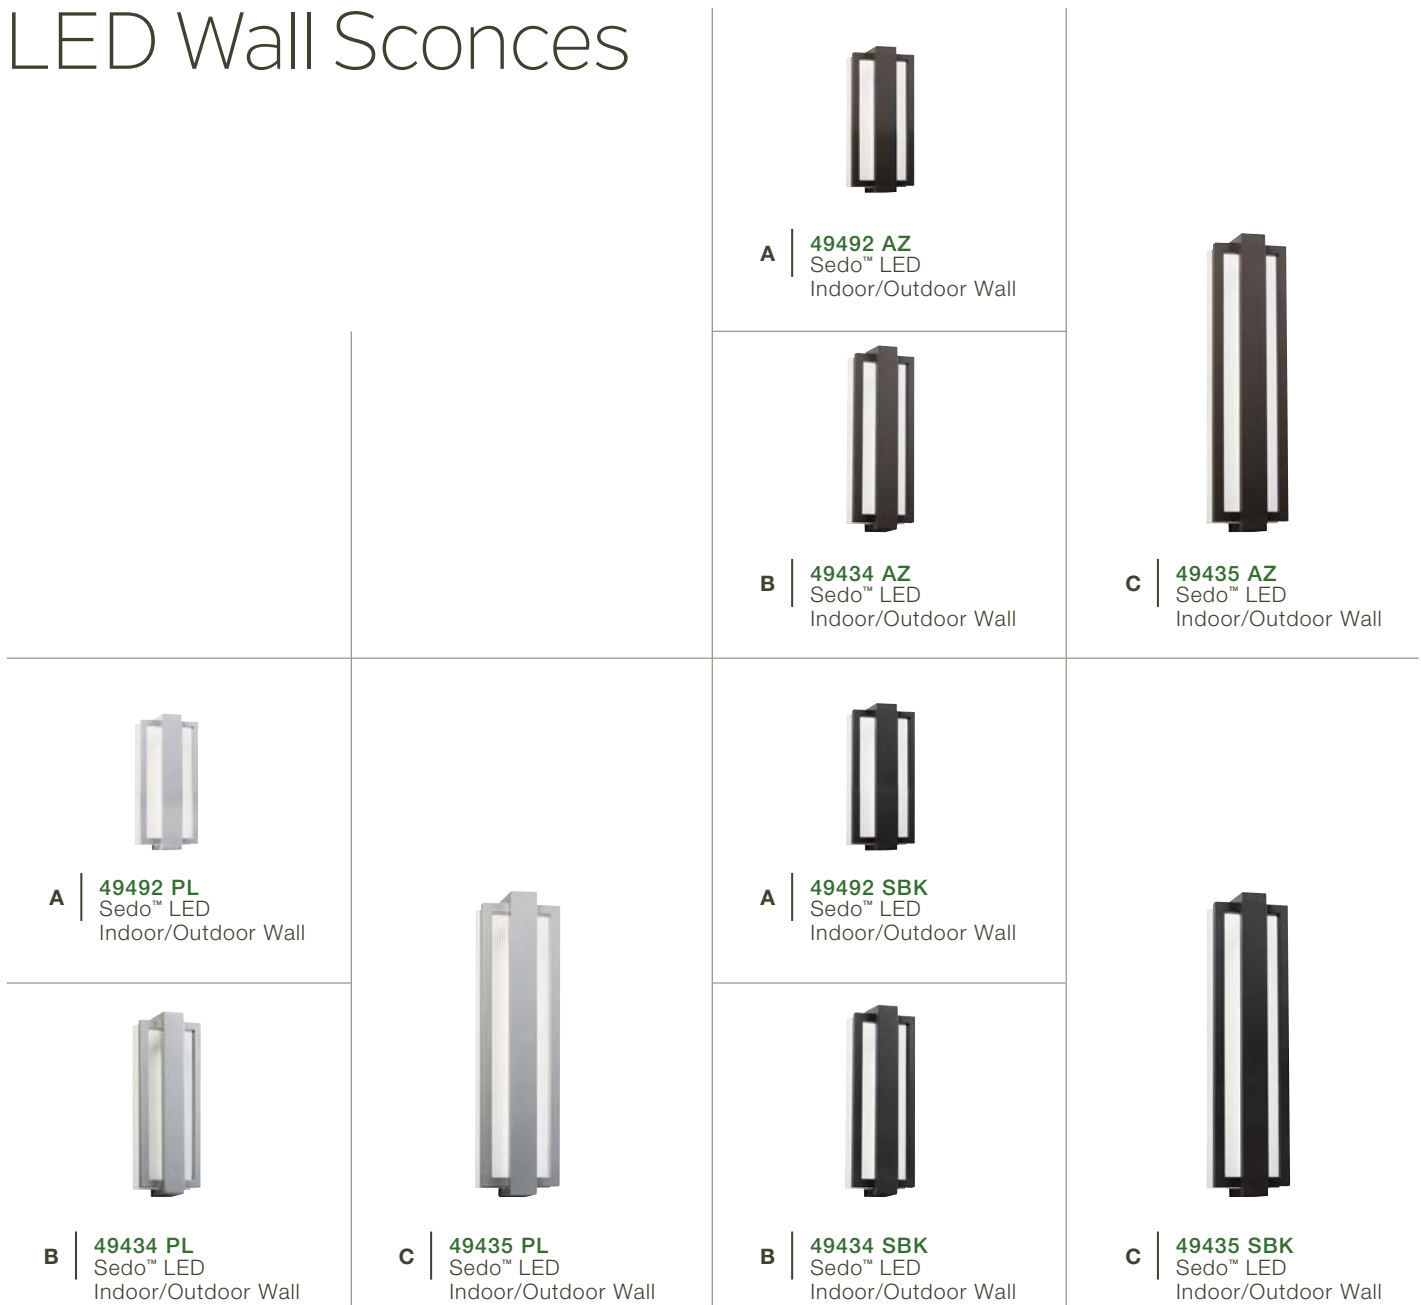 LED Wall Sconces
A
49492 AZ
Sedo™ LED
Indoor/Outdoor Wall
B
49434 AZ
Sedo™ LED
Indoor/Outdoor Wall
C
49435 AZ
Sedo™ LED
Indoor/Outdoor Wall
A
49492 PL
Sedo™ LED
Indoor/Outdoor Wall
B
49434 PL
Sedo™ LED
Indoor/Outdoor Wall
C
49435 PL
Sedo™ LED
Indoor/Outdoor Wall
A
49492 SBK
Sedo™ LED
Indoor/Outdoor Wall
B
49434 SBK
Sedo™ LED
Indoor/Outdoor Wall
C
49435 SBK
Sedo™ LED
Indoor/Outdoor Wall